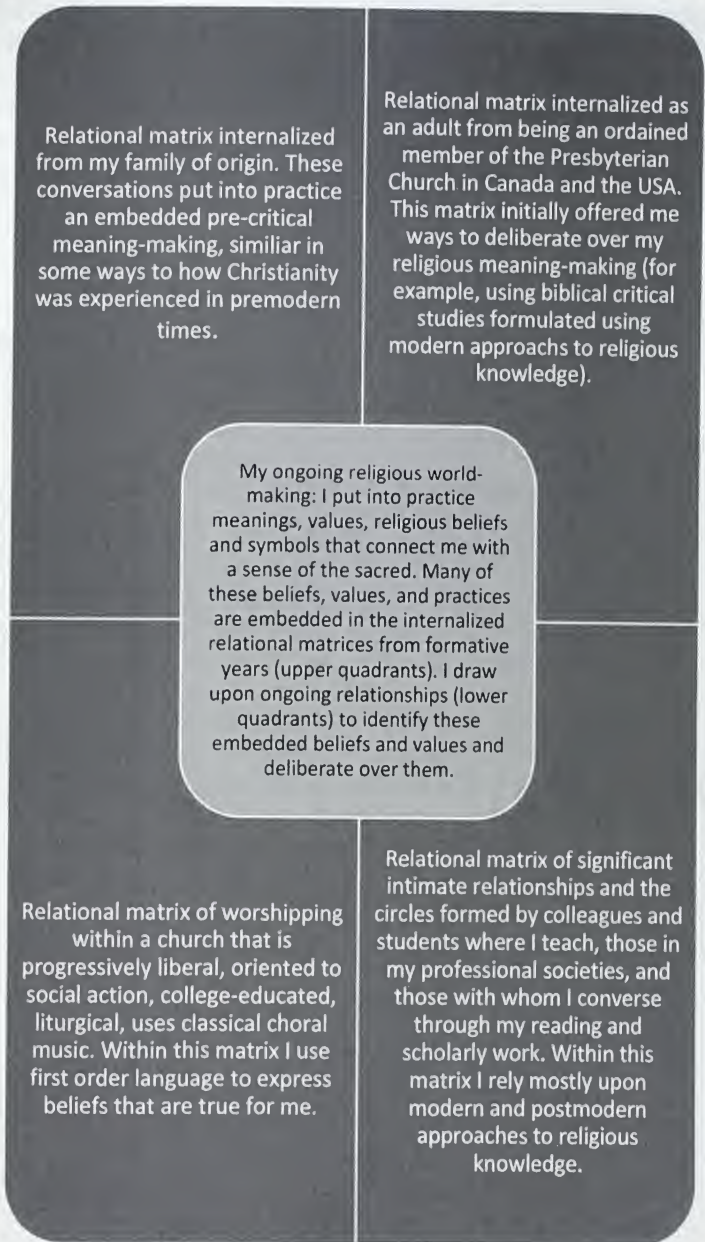 Relational matrix internalized
from my family of origin. These
conversations put into practice
an embedded pre-critical
meaning-making, similiar in
some ways to how Christianity
was experienced in premodern
times.
Relational matrix internalized as
an adult from being an ordained
member of the Presbyterian
Church in Canada and the USA.
This matrix initially offered me
ways to deliberate over my
religious meaning-making (for
example, using biblical critical
studies formulated using
modern approachs to religious
knowledge).
My ongoing religious world-
making: I put into practice
meanings, values, religious beliefs
and symbols that connect me with
a sense of the sacred. Many of
these beliefs, values, and practices
are embedded in the internalized
relational matrices from formative
years (upper quadrants). I draw
upon ongoing relationships (lower
quadrants) to identify these
embedded beliefs and values and
deliberate over them.
Relational matrix of worshipping
within a church that is
progressively liberal, oriented to
social action, college-educated,
liturgical, uses classical choral
music. Within this matrix I use
first order language to express
beliefs that are true for me.
Relational matrix of significant
intimate relationships and the
circles formed by colleagues and
students where I teach, those in
my professional societies, and
those with whom I converse
through my reading and
scholarly work. Within this
matrix I rely mostly upon
modern and postmodern
approaches to religious
knowledge.